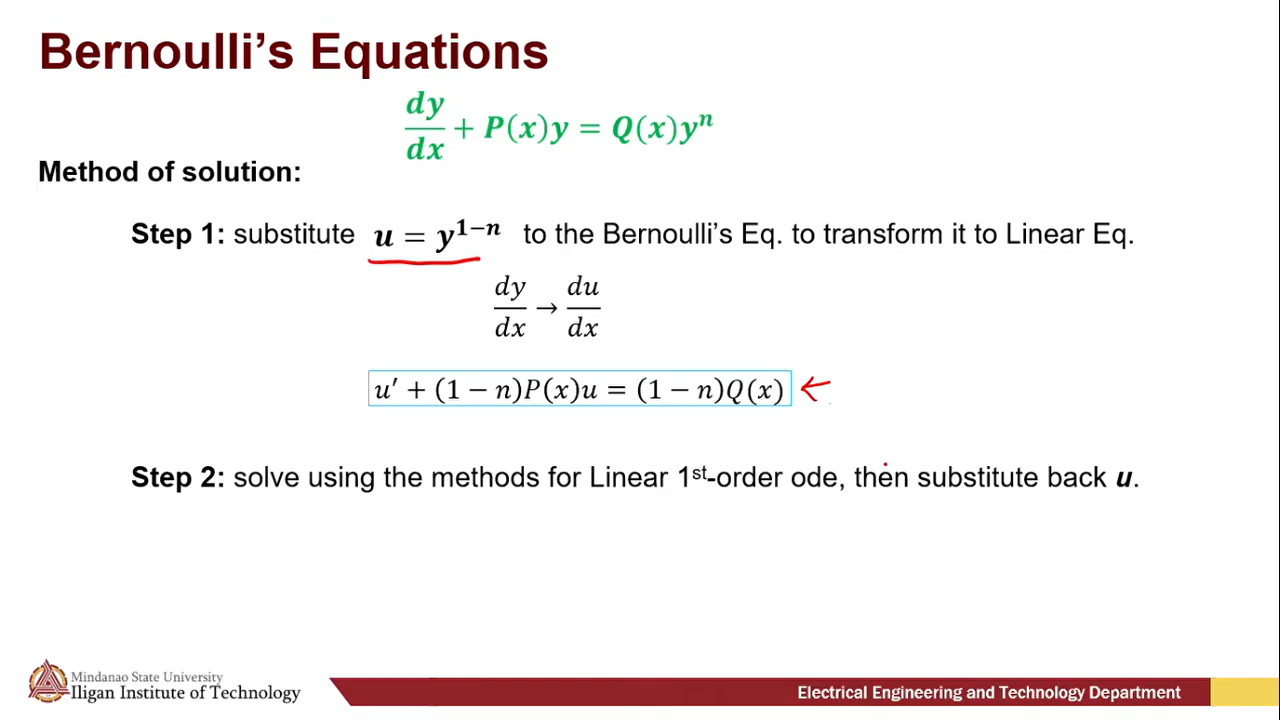 Bernoulli's Equations
dy/dx + P(x)y = Q(x)yⁿ
Method of solution:
Step 1: substitute u = y¹⁻ⁿ to the Bernoulli's Eq. to transform it to Linear Eq.
dy/dx → du/dx
u′ + (1 − n)P(x)u = (1 − n)Q(x) ←
Step 2: solve using the methods for Linear 1ˢᵗ-order ode, then substitute back u.
Mindanao State University
Iligan Institute of Technology
Electrical Engineering and Technology Department